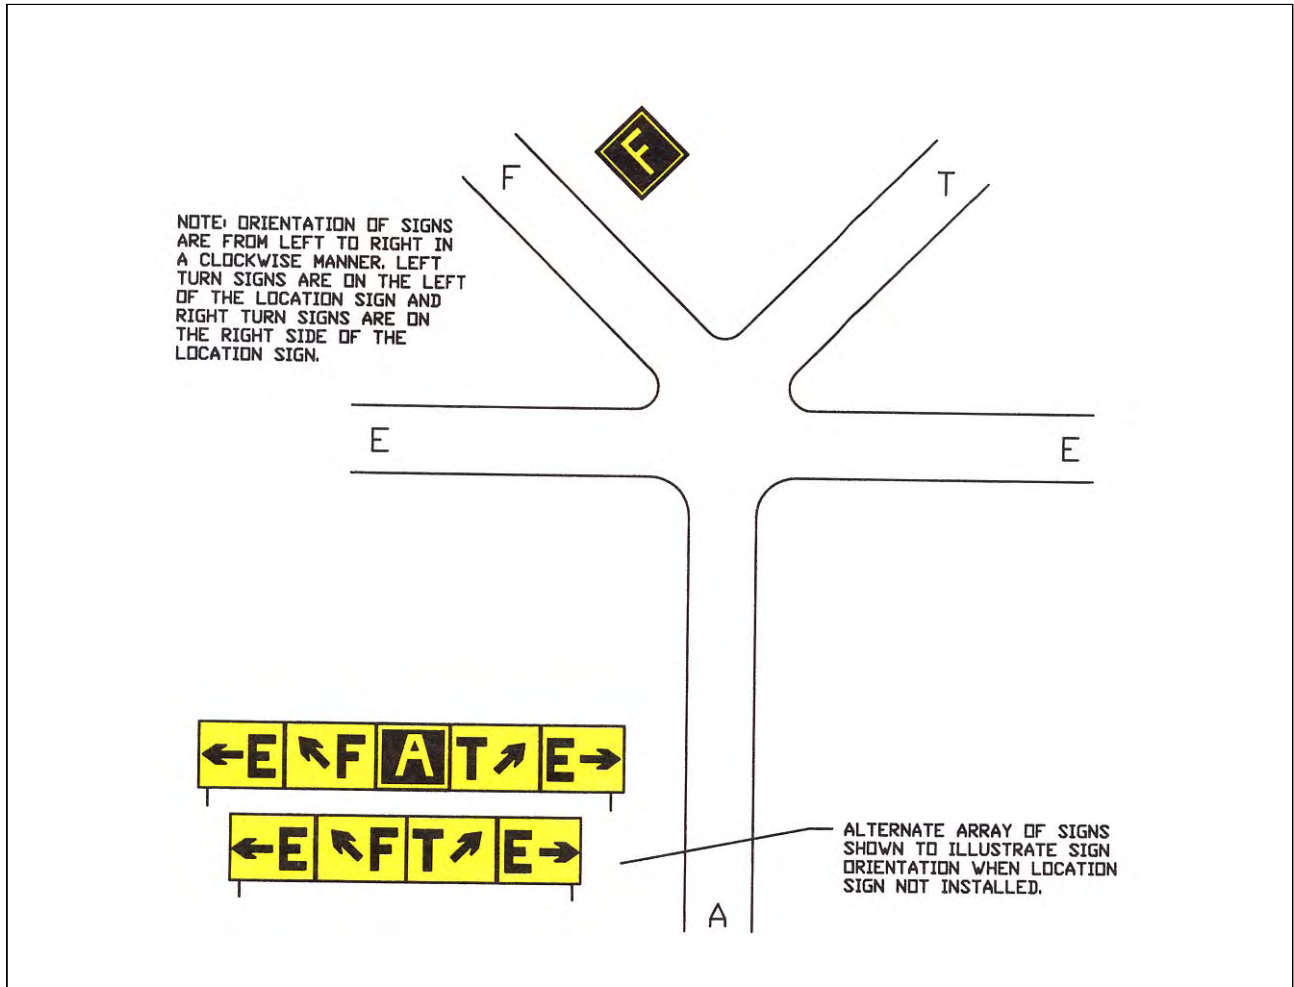 F
F
T
NOTE: ORIENTATION OF SIGNS
ARE FROM LEFT TO RIGHT IN
A CLOCKWISE MANNER. LEFT
TURN SIGNS ARE ON THE LEFT
OF THE LOCATION SIGN AND
RIGHT TURN SIGNS ARE ON
THE RIGHT SIDE OF THE
LOCATION SIGN.
E
E
←E ↖F A T↗ E→
←E ↖F T↗ E→
ALTERNATE ARRAY OF SIGNS
SHOWN TO ILLUSTRATE SIGN
ORIENTATION WHEN LOCATION
SIGN NOT INSTALLED.
A